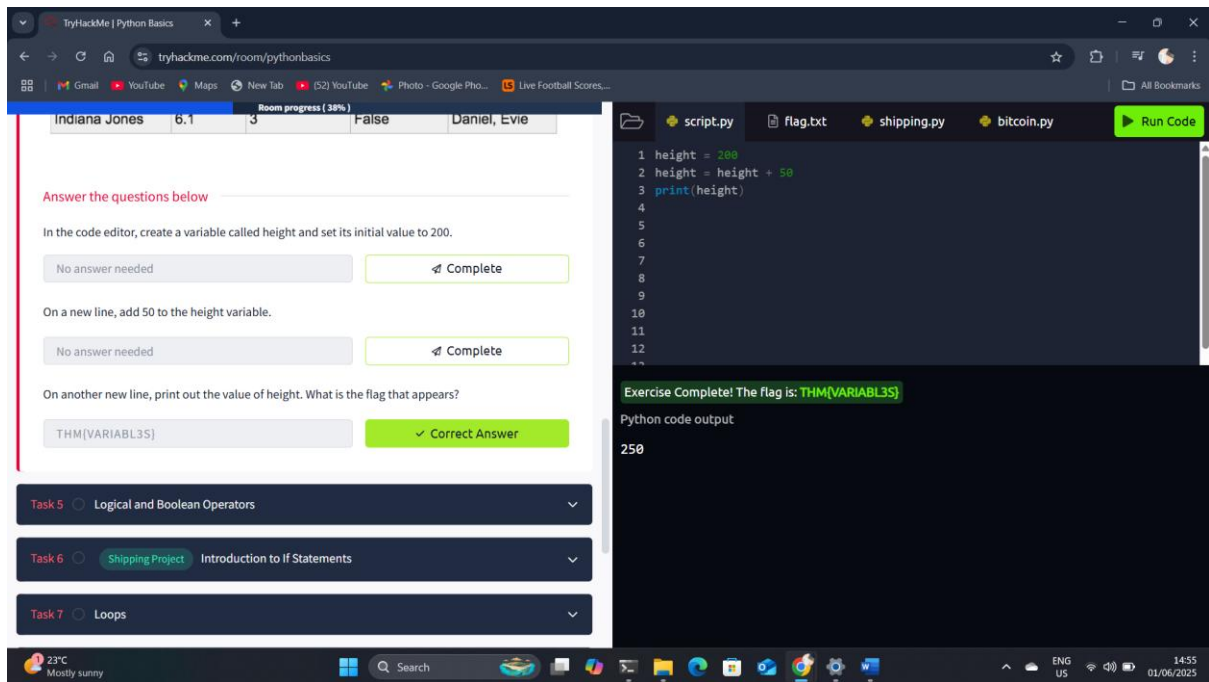 TryHackMe | Python Basics
tryhackme.com/room/pythonbasics
Gmail YouTube Maps New Tab (52) YouTube Photo - Google Pho... Live Football Scores,... All Bookmarks
Room progress ( 38% )
Indiana Jones 6.1 3 False Daniel, Evie
Answer the questions below
In the code editor, create a variable called height and set its initial value to 200.
No answer needed Complete
On a new line, add 50 to the height variable.
No answer needed Complete
On another new line, print out the value of height. What is the flag that appears?
THM{VARIABL3S} Correct Answer
Task 5 Logical and Boolean Operators
Task 6 Shipping Project Introduction to If Statements
Task 7 Loops
script.py flag.txt shipping.py bitcoin.py Run Code
1 height = 200
2 height = height + 50
3 print(height)
4
5
6
7
8
9
10
11
12
13
Exercise Complete! The flag is: THM{VARIABL3S}
Python code output
250
1 23°C
Mostly sunny
Search
ENG
US
14:55
01/06/2025